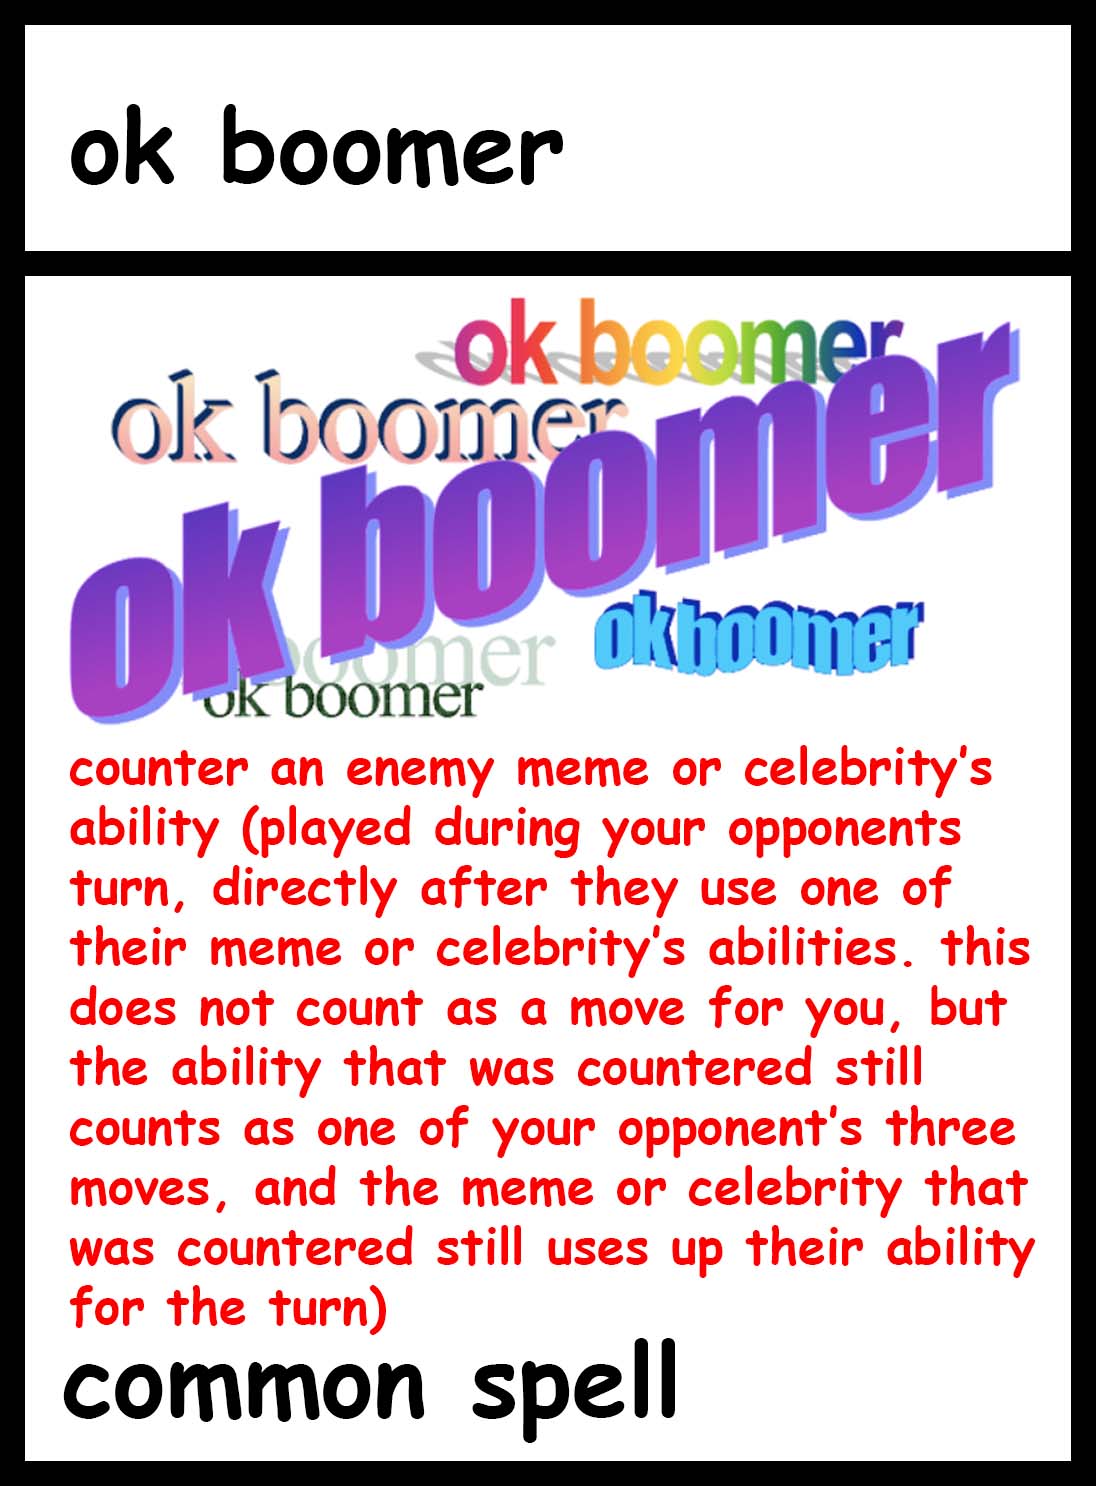 ok boomer
ok boomer
ok boomer
ok boomer
ok boomer
boomer
ok boomer
counter an enemy meme or celebrity's
ability (played during your opponents
turn, directly after they use one of
their meme or celebrity's abilities. this
does not count as a move for you, but
the ability that was countered still
counts as one of your opponent's three
moves, and the meme or celebrity that
was countered still uses up their ability
for the turn)
common spell